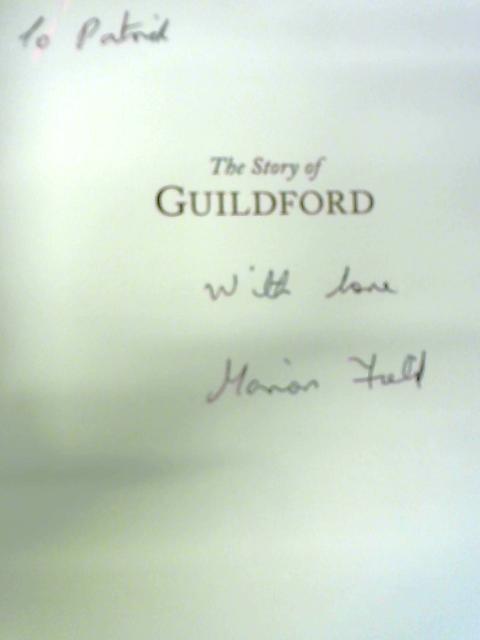 To Patrick
The Story of
GUILDFORD
With love
Marion Field